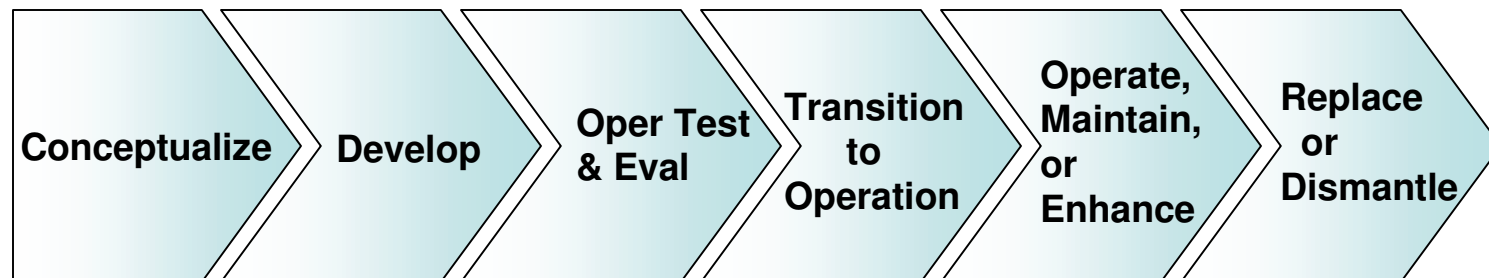 Conceptualize
Develop
Oper Test
& Eval
Transition
to
Operation
Operate,
Maintain,
or
Enhance
Replace
or
Dismantle